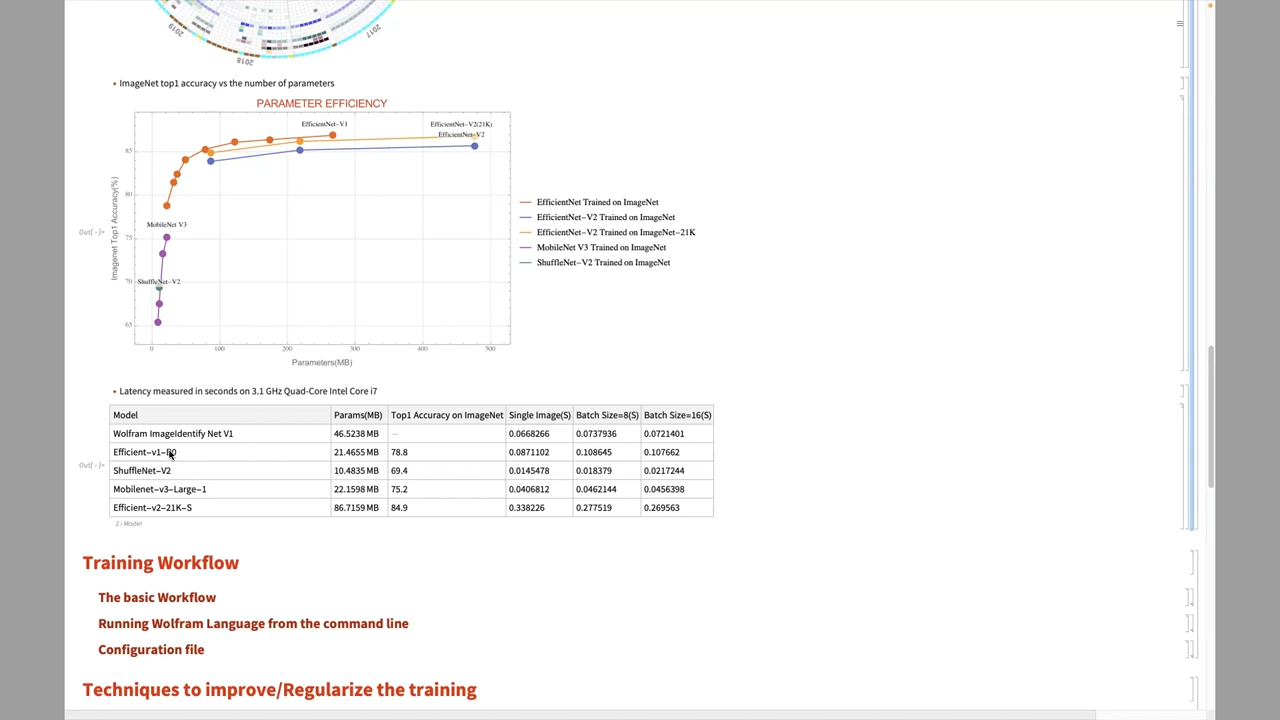 2019
2018
2017
• ImageNet top1 accuracy vs the number of parameters
PARAMETER EFFICIENCY
EfficientNet-V1
EfficientNet-V2(21K)
EfficientNet-V2
MobileNet V3
ShuffleNet-V2
Imagenet Top1 Accuracy(%)
85
80
75
70
65
0 100 200 300 400 500
Parameters(MB)
EfficientNet Trained on ImageNet
EfficientNet-V2 Trained on ImageNet
EfficientNet-V2 Trained on ImageNet-21K
MobileNet V3 Trained on ImageNet
ShuffleNet-V2 Trained on ImageNet
Out[-]=
• Latency measured in seconds on 3.1 GHz Quad-Core Intel Core i7
Model Params(MB) Top1 Accuracy on ImageNet Single Image(S) Batch Size=8(S) Batch Size=16(S)
Wolfram ImageIdentify Net V1 46.5238 MB — 0.0668266 0.0737936 0.0721401
Efficient-v1-B0 21.4655 MB 78.8 0.0871102 0.108645 0.107662
ShuffleNet-V2 10.4835 MB 69.4 0.0145478 0.018379 0.0217244
Mobilenet-v3-Large-1 22.1598 MB 75.2 0.0406812 0.0462144 0.0456398
Efficient-v2-21K-S 86.7159 MB 84.9 0.338226 0.277519 0.269563
Out[-]=
2 › Model
Training Workflow
The basic Workflow
Running Wolfram Language from the command line
Configuration file
Techniques to improve/Regularize the training